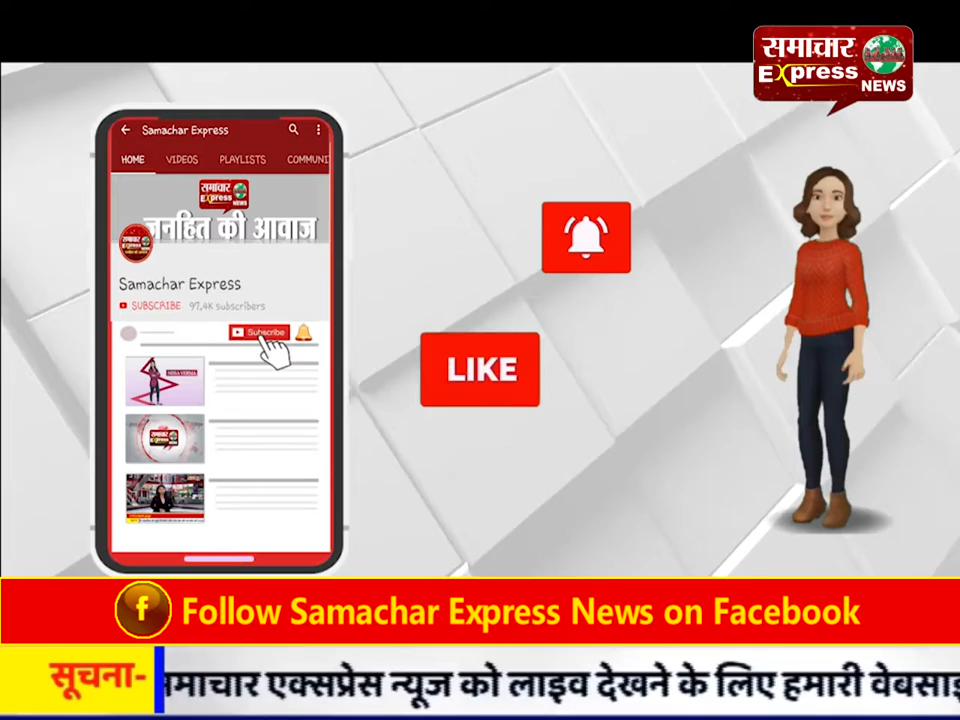 समाचार
Express
NEWS
Samachar Express
HOME VIDEOS PLAYLISTS COMMUNI
समाचार
Express
NEWS
जनहित की आवाज
Samachar Express
SUBSCRIBE 97.4K subscribers
Subscribe
LIKE
f Follow Samachar Express News on Facebook
सूचना- समाचार एक्सप्रेस न्यूज को लाइव देखने के लिए हमारी